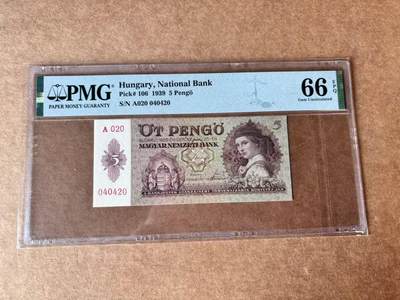 PMG
PAPER MONEY GUARANTY
Hungary, National Bank
Pick# 106 1939 5 Pengö
S/N A020 040420
66 EPQ
Gem Uncirculated
A 020
5
040420
ÖT PENGŐ
5
MAGYAR NEMZETI BANK